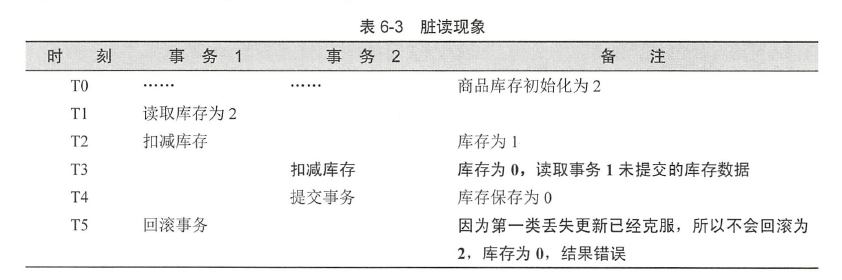 表 6-3 脏读现象
时 刻 事 务 1 事 务 2 备 注
T0 …… …… 商品库存初始化为 2
T1 读取库存为 2
T2 扣减库存 库存为 1
T3 扣减库存 库存为 0，读取事务 1 未提交的库存数据
T4 提交事务 库存保存为 0
T5 回滚事务 因为第一类丢失更新已经克服，所以不会回滚为
2，库存为 0，结果错误